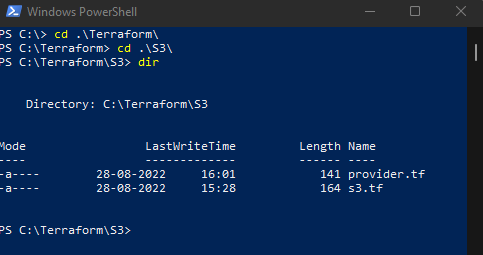 Windows PowerShell
PS C:\> cd .\Terraform\
PS C:\Terraform> cd .\S3\
PS C:\Terraform\S3> dir
Directory: C:\Terraform\S3
Mode LastWriteTime Length Name
---- ------------- ------ ----
-a---- 28-08-2022 16:01 141 provider.tf
-a---- 28-08-2022 15:28 164 s3.tf
PS C:\Terraform\S3>